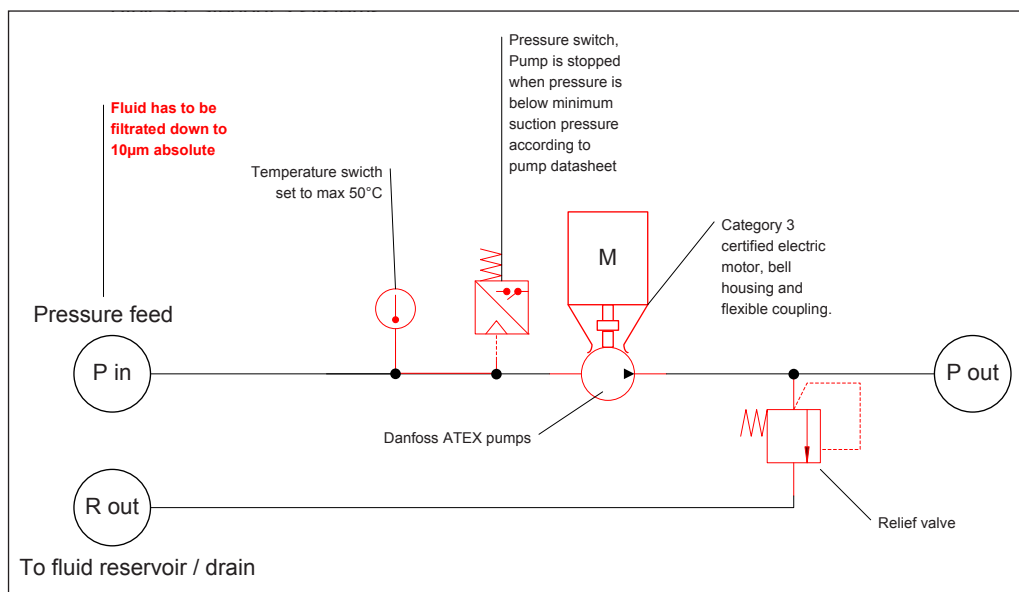 Pressure switch,
Pump is stopped
when pressure is
below minimum
suction pressure
according to
pump datasheet
Fluid has to be
filtrated down to
10µm absolute
Temperature swicth
set to max 50°C
Category 3
certified electric
motor, bell
housing and
flexible coupling.
M
Pressure feed
P in
P out
Danfoss ATEX pumps
R out
Relief valve
To fluid reservoir / drain